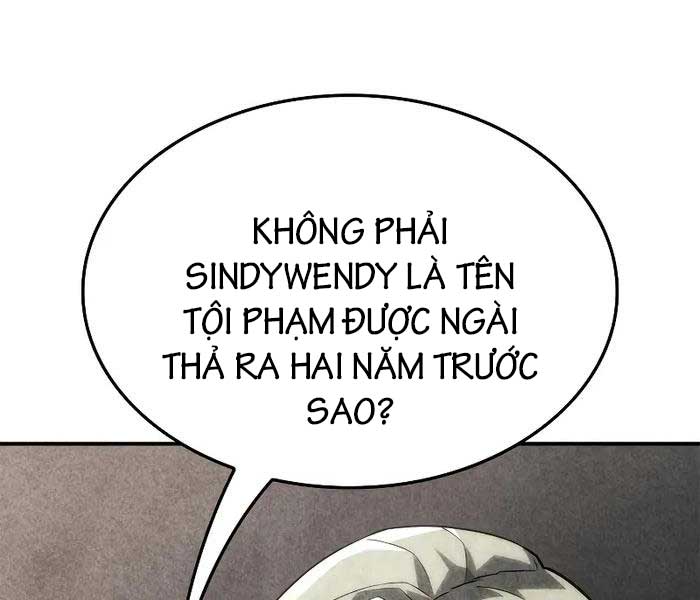 KHÔNG PHẢI
SINDYWENDY LÀ TÊN
TỘI PHẠM ĐƯỢC NGÀI
THẢ RA HAI NĂM TRƯỚC
SAO?